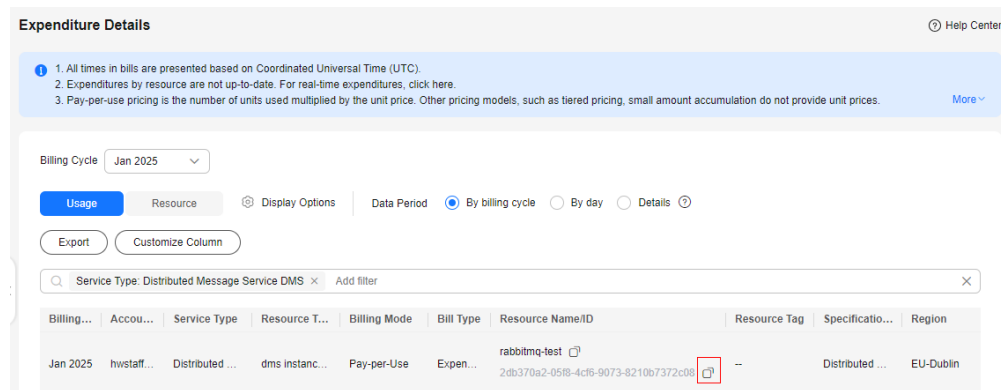 Expenditure Details
Help Center
1. All times in bills are presented based on Coordinated Universal Time (UTC).
2. Expenditures by resource are not up-to-date. For real-time expenditures, click here.
3. Pay-per-use pricing is the number of units used multiplied by the unit price. Other pricing models, such as tiered pricing, small amount accumulation do not provide unit prices.
More
Billing Cycle Jan 2025
Usage Resource Display Options Data Period By billing cycle By day Details
Export Customize Column
Service Type: Distributed Message Service DMS × Add filter
Billing... Accou... Service Type Resource T... Billing Mode Bill Type Resource Name/ID Resource Tag Specificatio... Region
rabbitmq-test
Jan 2025 hwstaff... Distributed ... dms instanc... Pay-per-Use Expen... -- Distributed ... EU-Dublin
2db370a2-05f8-4cf6-9073-8210b7372c08